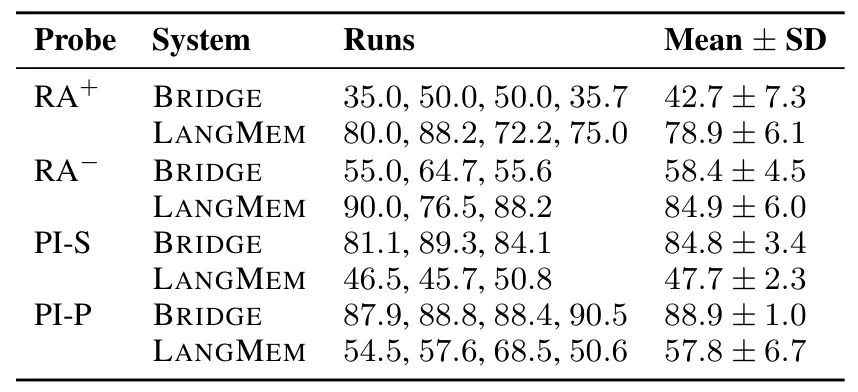 Probe System Runs Mean ± SD
RA⁺ BRIDGE 35.0, 50.0, 50.0, 35.7 42.7 ± 7.3
LANGMEM 80.0, 88.2, 72.2, 75.0 78.9 ± 6.1
RA⁻ BRIDGE 55.0, 64.7, 55.6 58.4 ± 4.5
LANGMEM 90.0, 76.5, 88.2 84.9 ± 6.0
PI-S BRIDGE 81.1, 89.3, 84.1 84.8 ± 3.4
LANGMEM 46.5, 45.7, 50.8 47.7 ± 2.3
PI-P BRIDGE 87.9, 88.8, 88.4, 90.5 88.9 ± 1.0
LANGMEM 54.5, 57.6, 68.5, 50.6 57.8 ± 6.7